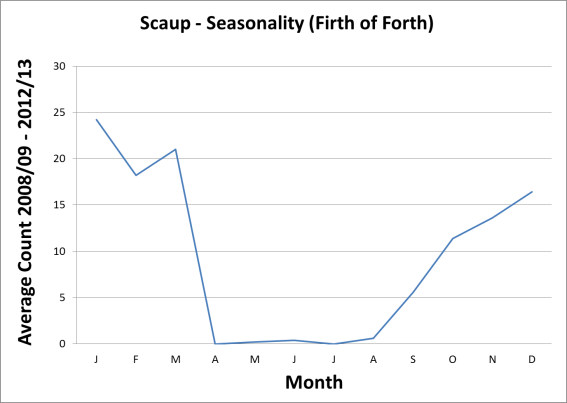 Scaup - Seasonality (Firth of Forth)
Average Count 2008/09 - 2012/13
30
25
20
15
10
5
0
J F M A M J J A S O N D
Month